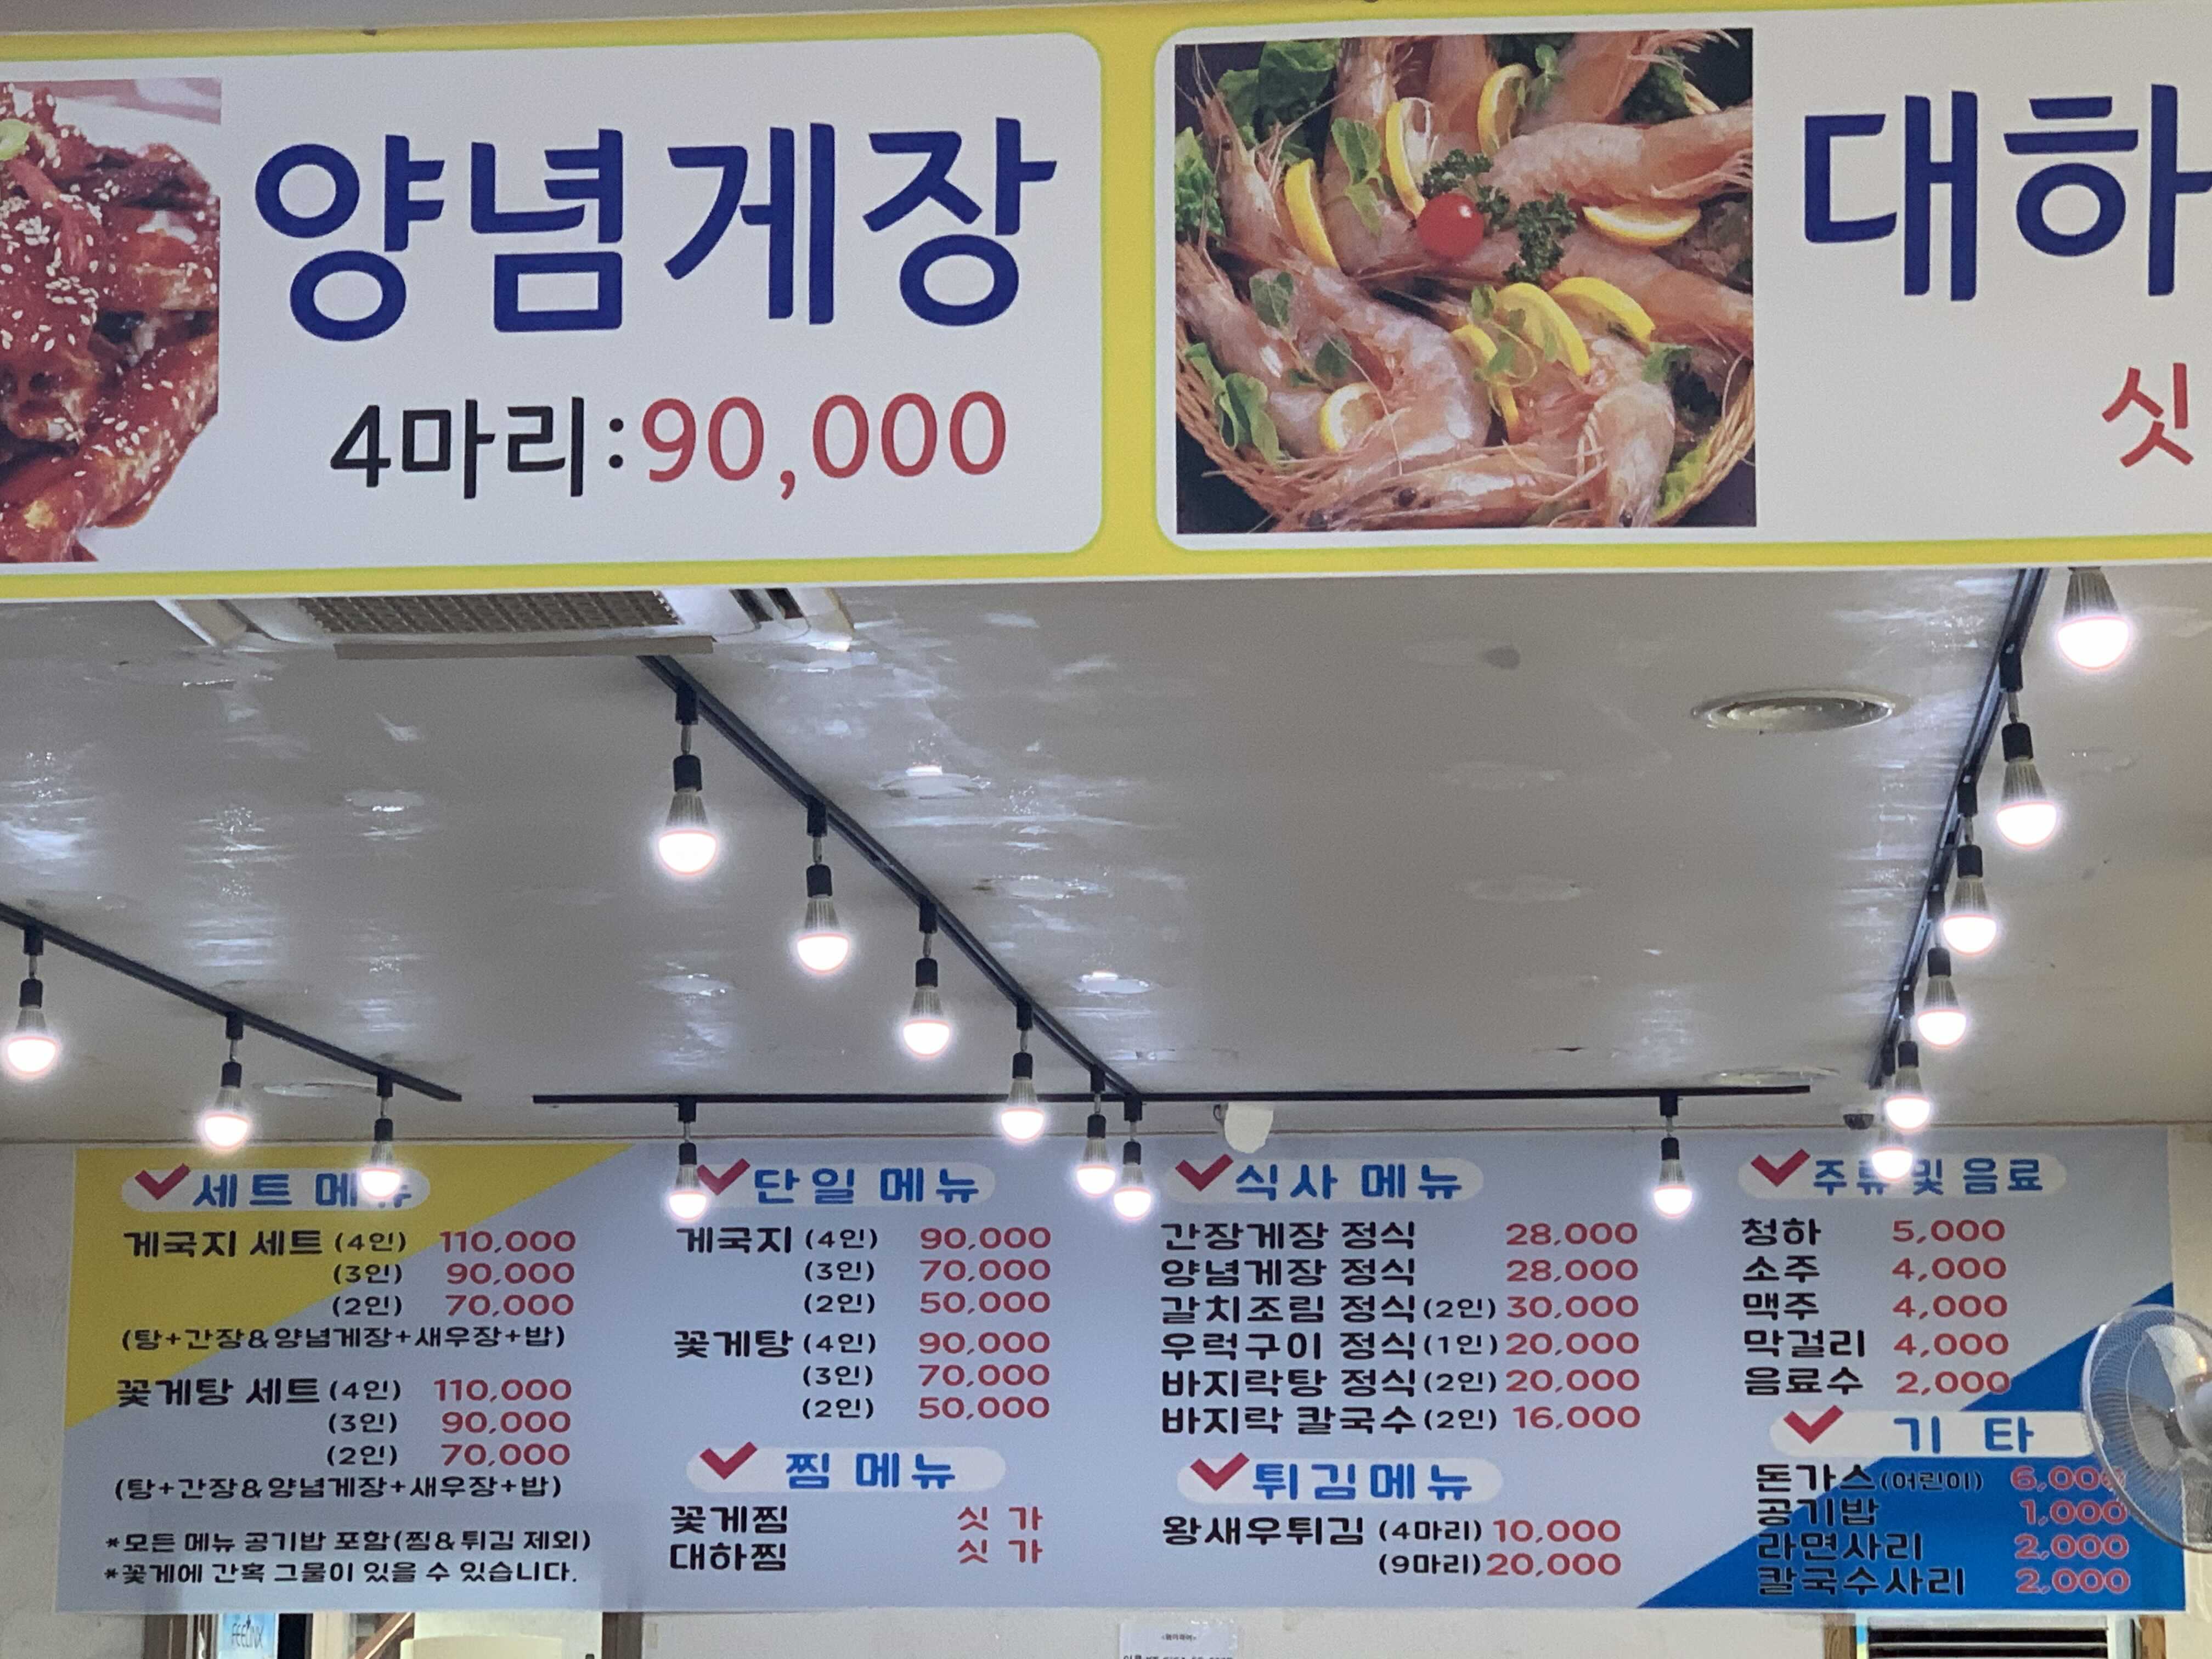 양념게장
4마리:90,000
대하
싯
세트 메뉴
게국지 세트 (4인) 110,000
(3인) 90,000
(2인) 70,000
(탕+간장&양념게장+새우장+밥)
꽃게탕 세트 (4인) 110,000
(3인) 90,000
(2인) 70,000
(탕+간장&양념게장+새우장+밥)
*모든 메뉴 공기밥 포함(찜&튀김 제외)
*꽃게에 간혹 그물이 있을 수 있습니다.
단일 메뉴
게국지 (4인) 90,000
(3인) 70,000
(2인) 50,000
꽃게탕 (4인) 90,000
(3인) 70,000
(2인) 50,000
찜 메뉴
꽃게찜 싯 가
대하찜 싯 가
식사 메뉴
간장게장 정식 28,000
양념게장 정식 28,000
갈치조림 정식(2인) 30,000
우럭구이 정식(1인) 20,000
바지락탕 정식(2인) 20,000
바지락 칼국수(2인) 16,000
튀김메뉴
왕새우튀김 (4마리) 10,000
(9마리) 20,000
주류 및 음료
청하 5,000
소주 4,000
맥주 4,000
막걸리 4,000
음료수 2,000
기 타
돈가스(어린이) 6,000
공기밥 1,000
라면사리 2,000
칼국수사리 2,000